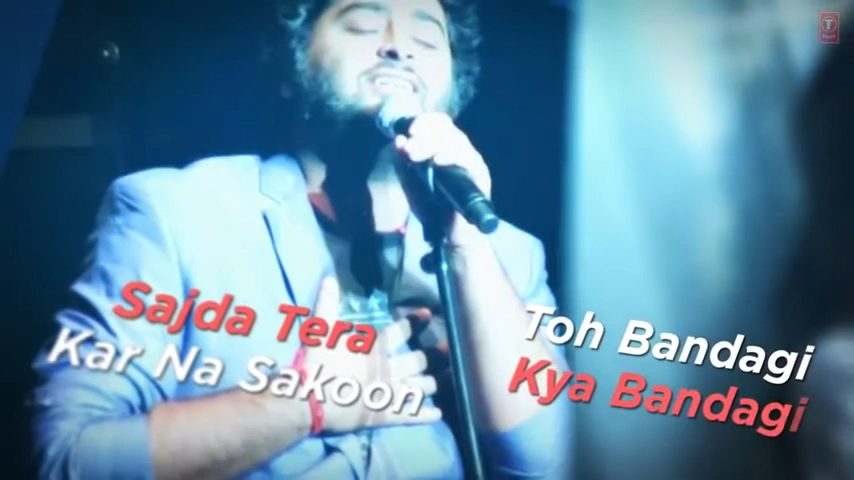 Sajda Tera
Kar Na Sakoon
Toh Bandagi
Kya Bandagi